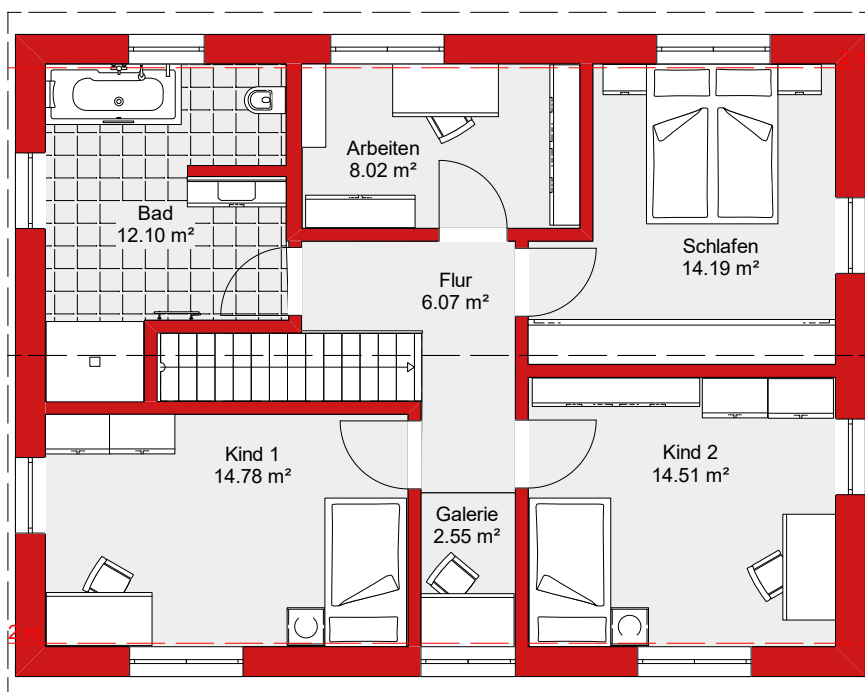 Arbeiten
8.02 m²
Bad
12.10 m²
Schlafen
14.19 m²
Flur
6.07 m²
Kind 1
14.78 m²
Kind 2
14.51 m²
Galerie
2.55 m²